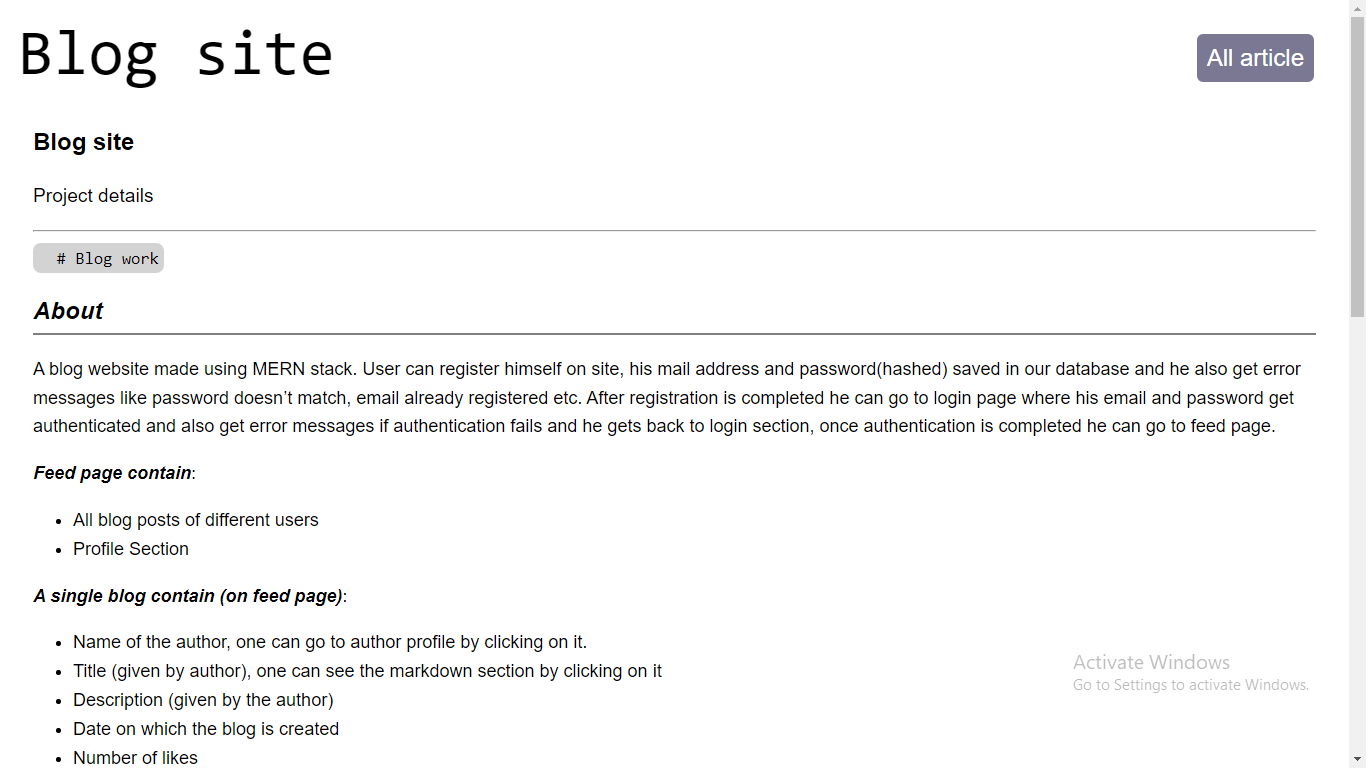 Blog site
All article
Blog site
Project details
# Blog work
About
A blog website made using MERN stack. User can register himself on site, his mail address and password(hashed) saved in our database and he also get error
messages like password doesn’t match, email already registered etc. After registration is completed he can go to login page where his email and password get
authenticated and also get error messages if authentication fails and he gets back to login section, once authentication is completed he can go to feed page.
Feed page contain:
• All blog posts of different users
• Profile Section
A single blog contain (on feed page):
• Name of the author, one can go to author profile by clicking on it.
• Title (given by author), one can see the markdown section by clicking on it
• Description (given by the author)
• Date on which the blog is created
• Number of likes
Activate Windows
Go to Settings to activate Windows.